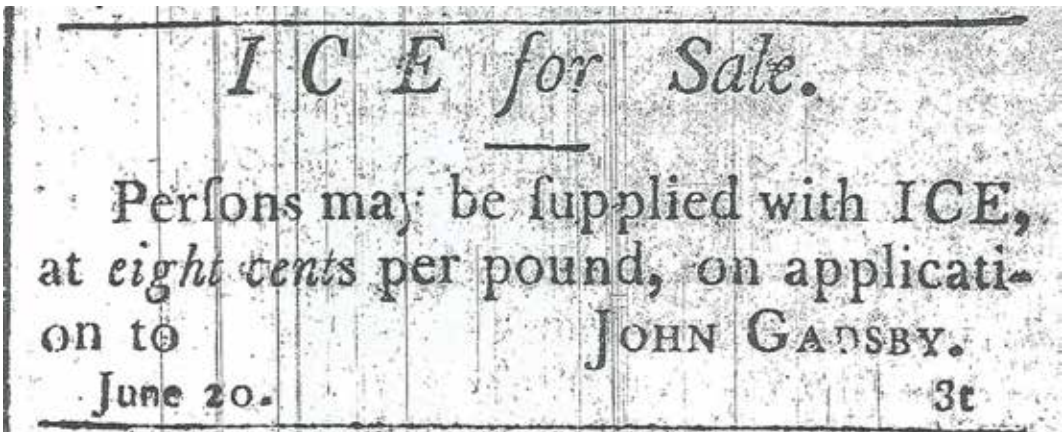 ICE for Sale.
Perſons may be ſupplied with ICE,
at eight cents per pound, on applicati-
on to JOHN GADSBY.
June 20. 3t